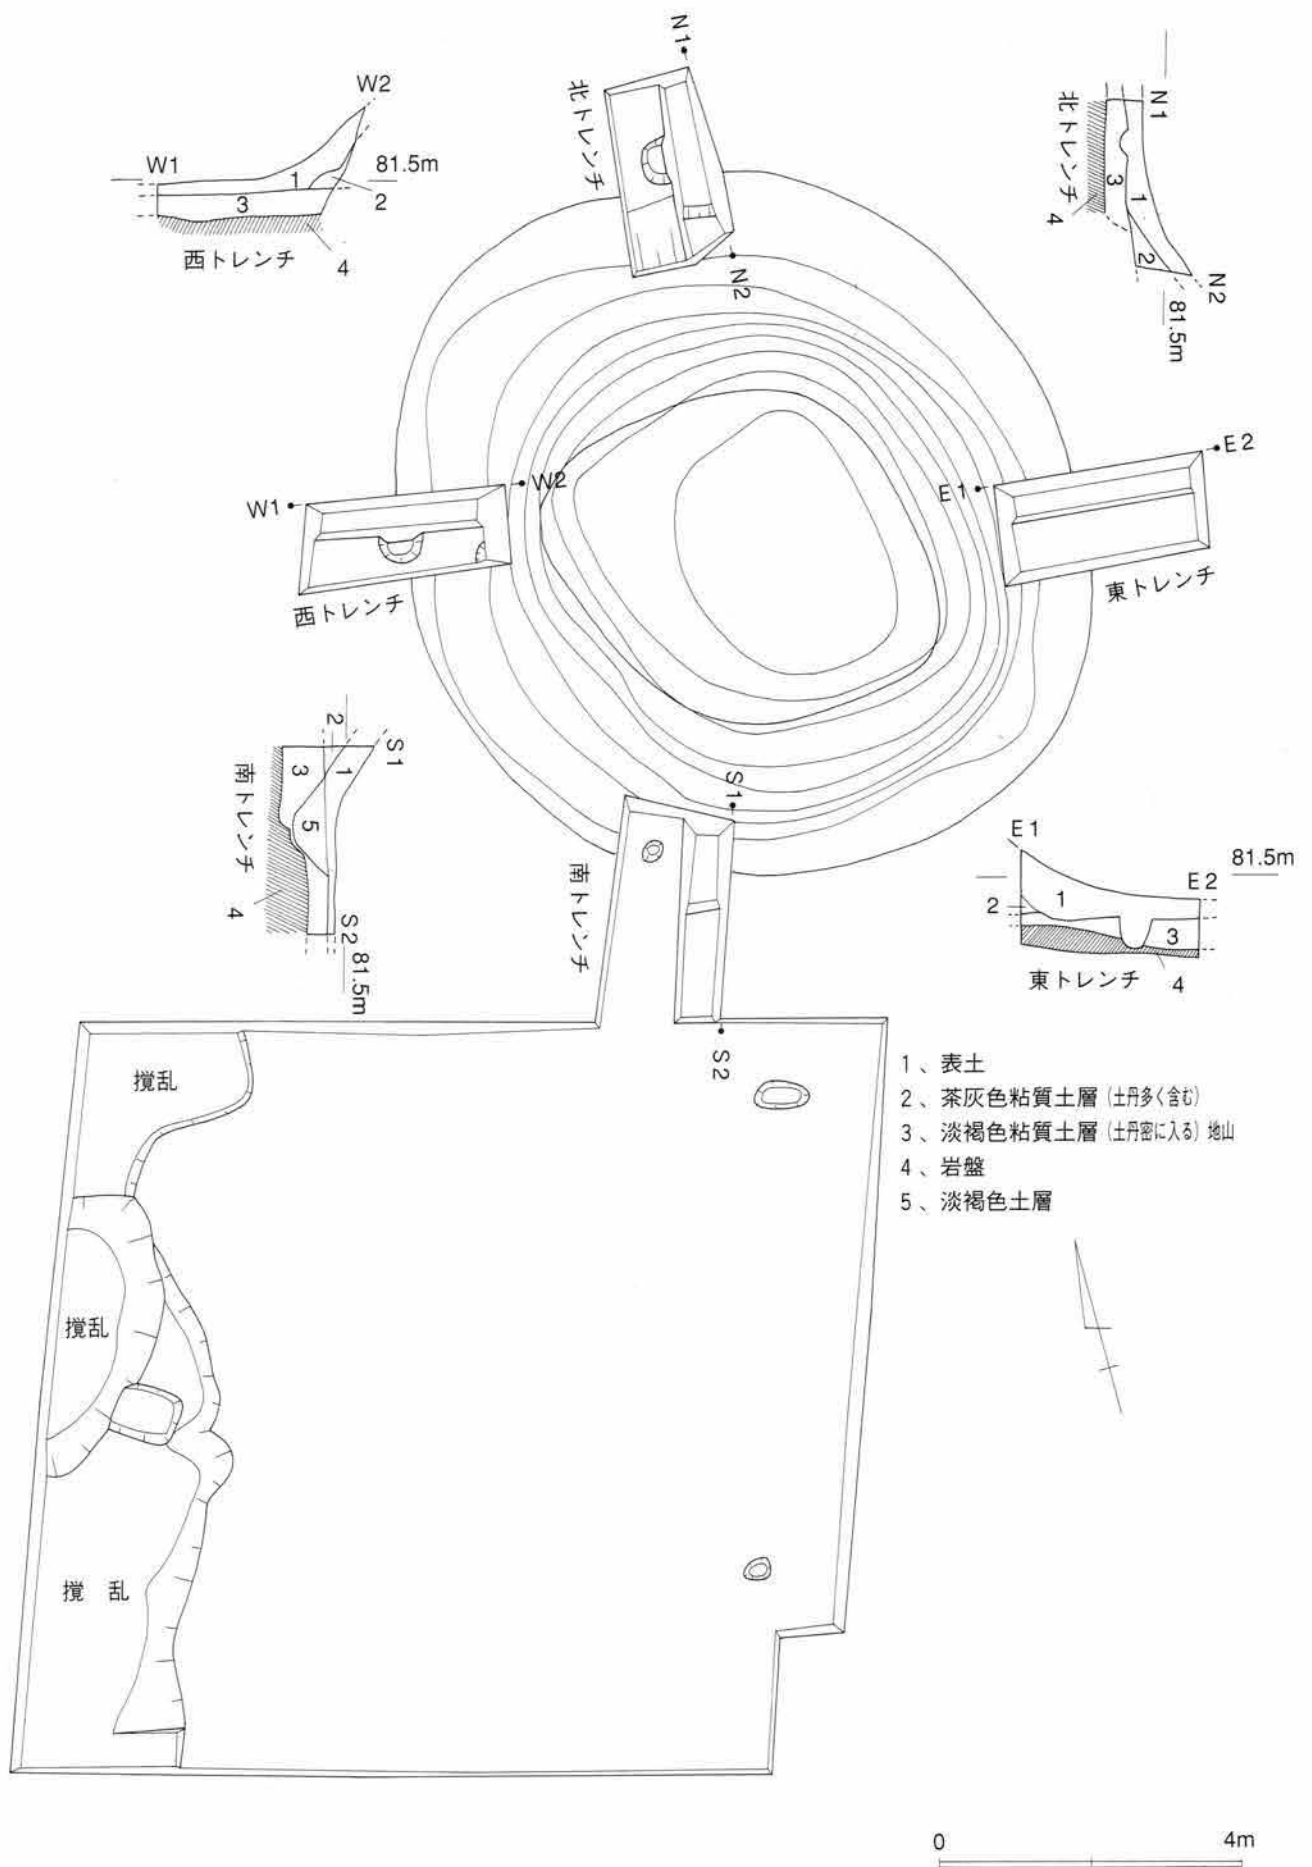 N1
北トレンチ
N2
W2
W1
81.5m
1
2
3
西トレンチ
4
N1
北トレンチ
3
1
4
2
N2
81.5m
W1
W2
西トレンチ
E1
E2
東トレンチ
2
S1
3
1
南トレンチ
5
4
S2
81.5m
S1
南トレンチ
S2
E1
81.5m
E2
2
1
3
東トレンチ
4
1、表土
2、茶灰色粘質土層(土丹多く含む)
3、淡褐色粘質土層(土丹密に入る)地山
4、岩盤
5、淡褐色土層
撹乱
撹乱
撹 乱
0
4m